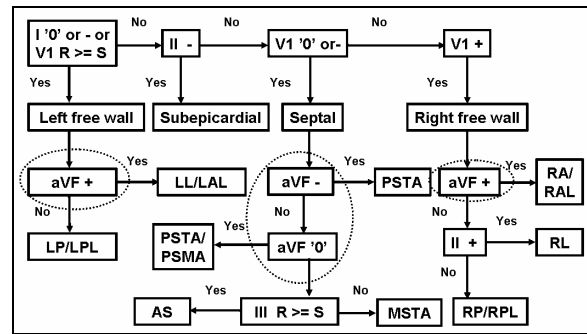 I '0' or - or
V1 R >= S
No
II -
No
V1 '0' or-
No
V1 +
Yes
Yes
Yes
Yes
Left free wall
Subepicardial
Septal
Right free wall
aVF +
Yes
LL/LAL
aVF -
Yes
PSTA
aVF +
Yes
RA/
RAL
No
No
No
LP/LPL
PSTA/
PSMA
Yes
aVF '0'
II +
Yes
RL
No
AS
Yes
III R >= S
No
MSTA
RP/RPL